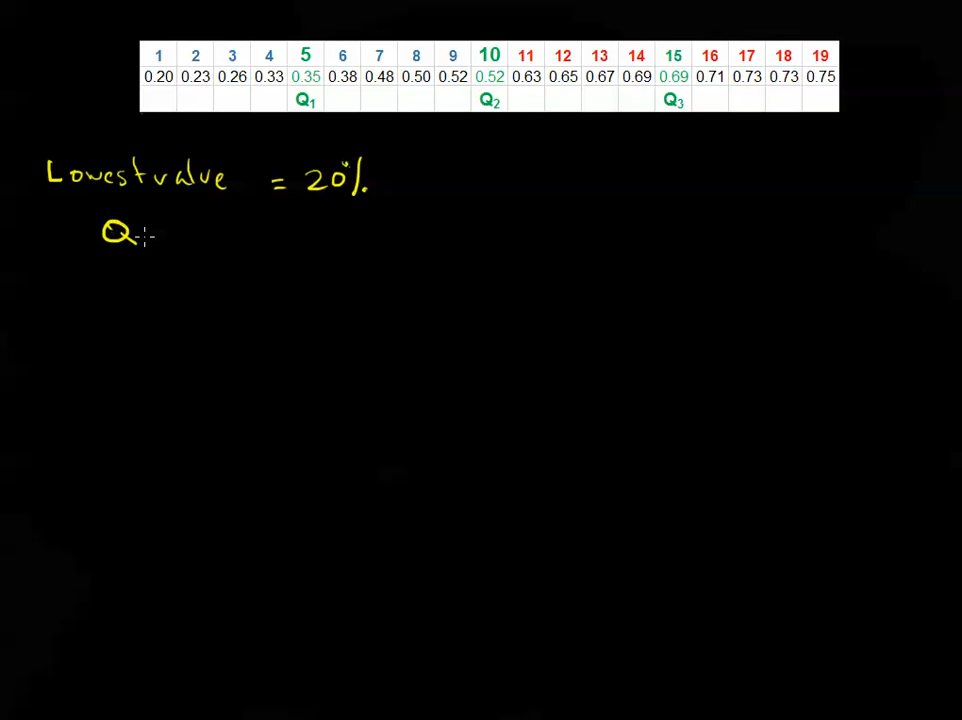 1 2 3 4 5 6 7 8 9 10 11 12 13 14 15 16 17 18 19
0.20 0.23 0.26 0.33 0.35 0.38 0.48 0.50 0.52 0.52 0.63 0.65 0.67 0.69 0.69 0.71 0.73 0.73 0.75
Q₁ Q₂ Q₃
Lowest value = 20%
Q